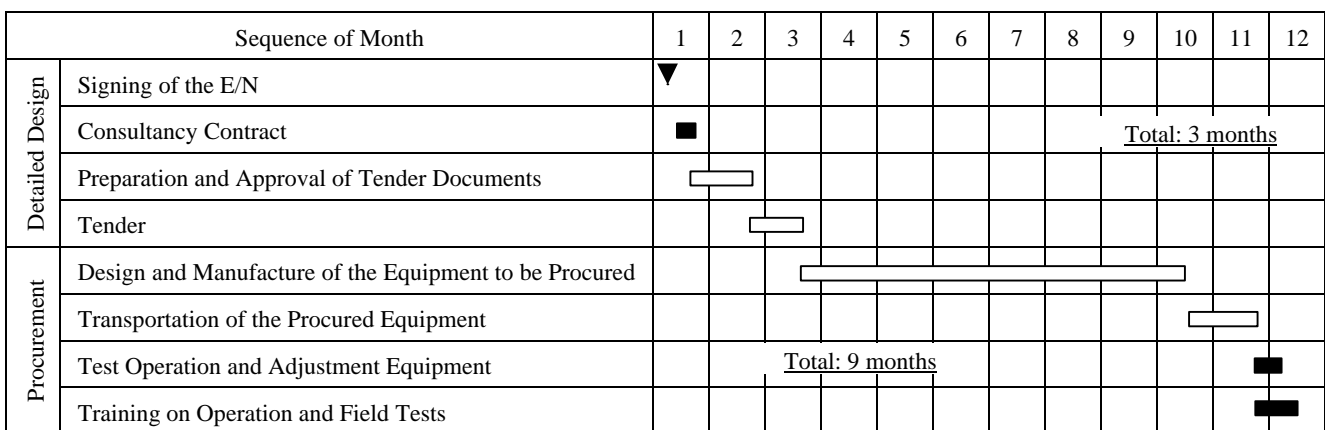 Sequence of Month 1 2 3 4 5 6 7 8 9 10 11 12
Detailed Design
Signing of the E/N
Consultancy Contract
Total: 3 months
Preparation and Approval of Tender Documents
Tender
Procurement
Design and Manufacture of the Equipment to be Procured
Transportation of the Procured Equipment
Test Operation and Adjustment Equipment
Total: 9 months
Training on Operation and Field Tests